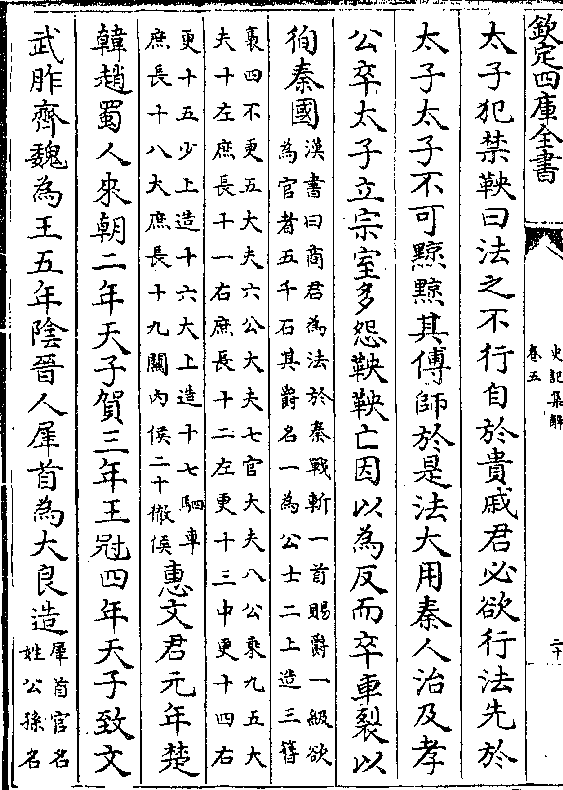 欽定四庫全書
史記集解
卷五
二十
太子犯禁鞅曰法之不行自於貴戚君必欲行法先於
太子太子不可黥黥其傅師於是法大用秦人治及孝
公卒太子立宗室多怨鞅鞅亡因以為反而卒車裂以
徇秦國漢書曰商君為法於秦戰斬一首賜爵一級欲
為官者五千石其爵名一為公士二上造三簪
褭四不更五大夫六公大夫七官大夫八公乘九五大
夫十左庶長十一右庶長十二左更十三中更十四右
更十五少上造十六大上造十七駟車
庶長十八大庶長十九關內侯二十徹侯惠文君元年楚
韓趙蜀人來朝二年天子賀三年王冠四年天子致文
武胙齊魏為王五年陰晉人犀首為大良造犀首官名
姓公孫名